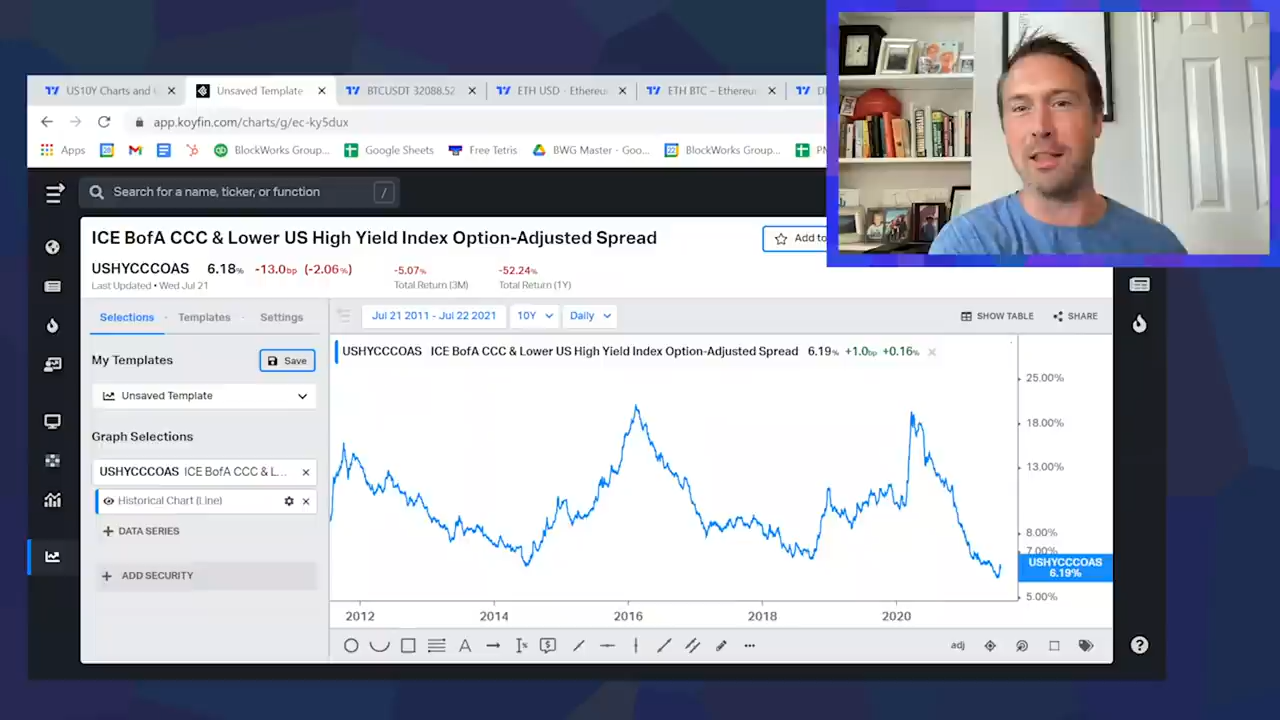 US10Y Charts and
Unsaved Template
BTCUSDT 32088.52
ETH USD - Ethereu
ETH BTC – Ethereu
app.koyfin.com/charts/g/ec-ky5dux
Apps
BlockWorks Group...
Google Sheets
Free Tetris
BWG Master - Goo...
BlockWorks Group...
Search for a name, ticker, or function /
ICE BofA CCC & Lower US High Yield Index Option-Adjusted Spread
Add to
USHYCCCOAS 6.18% -13.0bp (-2.06%)
-5.07%
-52.24%
Last Updated • Wed Jul 21
Total Return (3M)
Total Return (1Y)
Selections
Templates
Settings
Jul 21 2011 - Jul 22 2021
10Y
Daily
SHOW TABLE
SHARE
My Templates
Save
Unsaved Template
Graph Selections
USHYCCCOAS ICE BofA CCC & L...
Historical Chart (Line)
+ DATA SERIES
+ ADD SECURITY
USHYCCCOAS ICE BofA CCC & Lower US High Yield Index Option-Adjusted Spread 6.19% +1.0bp +0.16%
25.00%
18.00%
13.00%
8.00%
7.00%
USHYCCCOAS
6.19%
5.00%
2012
2014
2016
2018
2020
adj